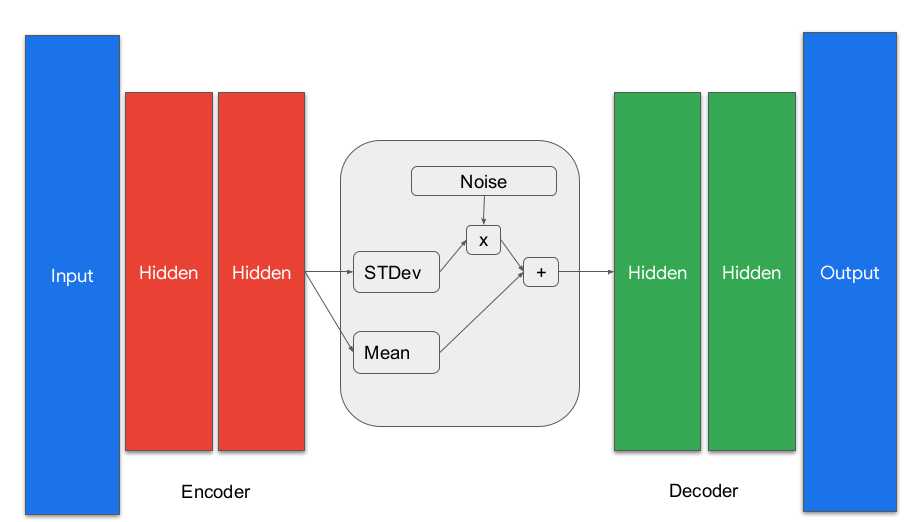 Input
Hidden
Hidden
Noise
x
STDev
+
Mean
Hidden
Hidden
Output
Encoder
Decoder